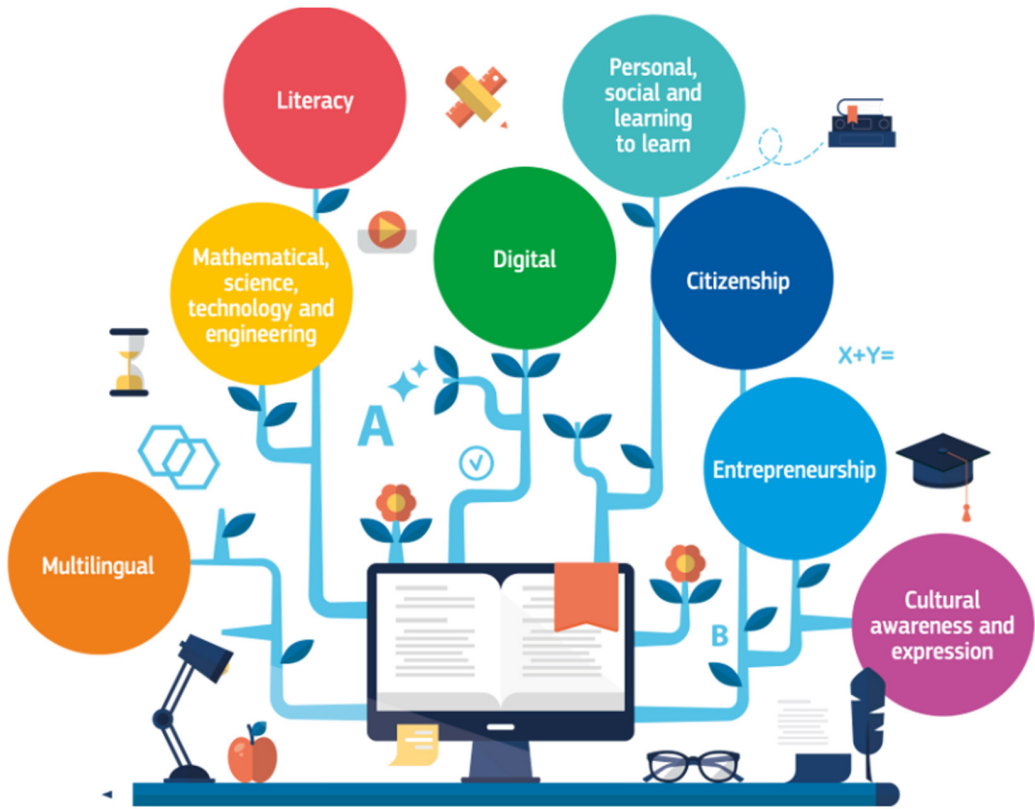 Literacy
Personal,
social and
learning
to learn
Mathematical,
science,
technology and
engineering
Digital
Citizenship
X+Y=
A
Entrepreneurship
Multilingual
B
Cultural
awareness and
expression